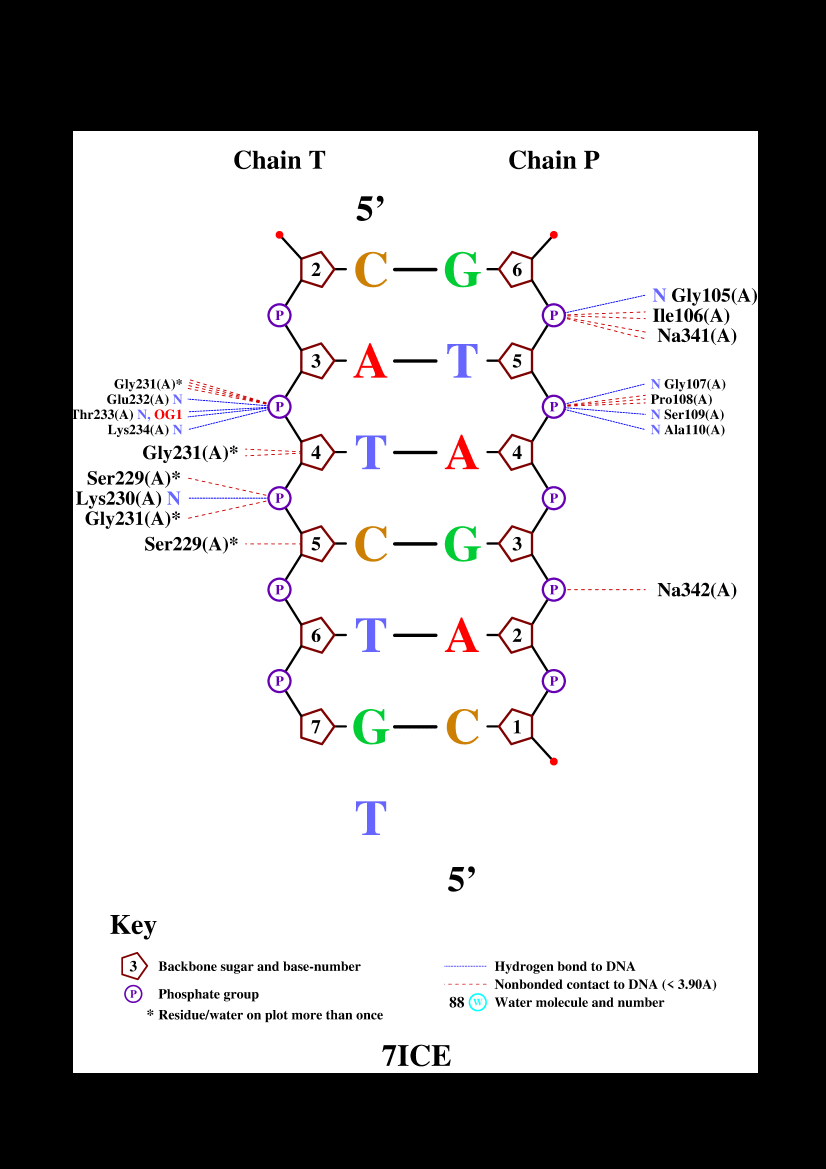 Chain T Chain P
5’
2 C G 6
P P N Gly105(A)
Ile106(A)
Na341(A)
3 A T 5
Gly231(A)* N Gly107(A)
Glu232(A) N P P Pro108(A)
Thr233(A) N, OG1 N Ser109(A)
Lys234(A) N N Ala110(A)
Gly231(A)* 4 T A 4
Ser229(A)*
Lys230(A) N P P
Gly231(A)*
Ser229(A)* 5 C G 3
P P Na342(A)
6 T A 2
P P
7 G C 1
T
5’
Key
3 Backbone sugar and base-number Hydrogen bond to DNA
Nonbonded contact to DNA (< 3.90A)
P Phosphate group 88 W Water molecule and number
* Residue/water on plot more than once
7ICE